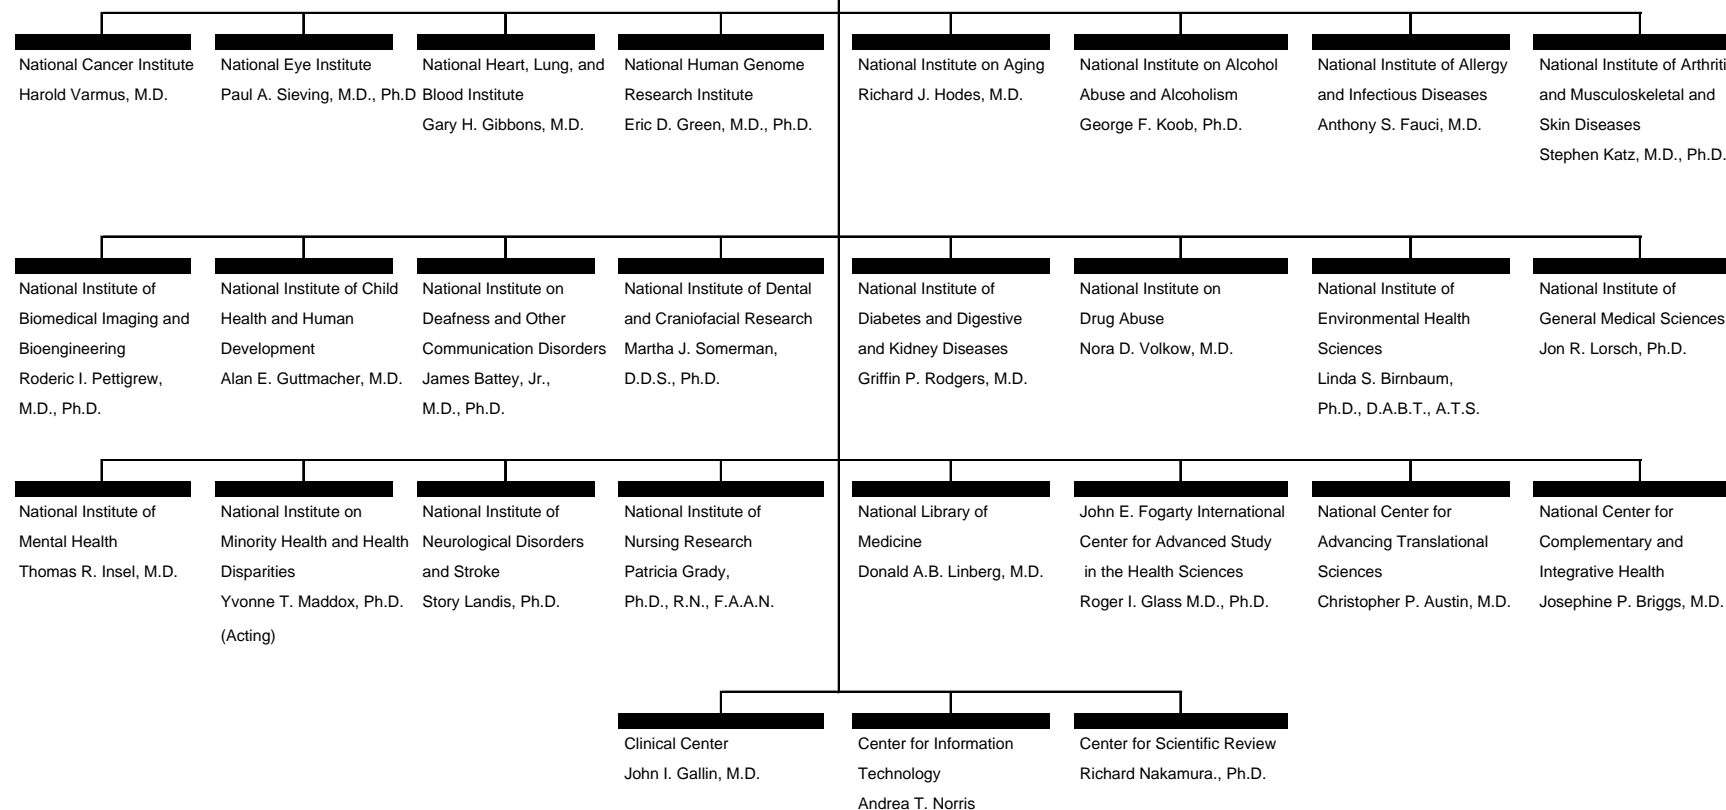 National Cancer Institute
Harold Varmus, M.D.
National Eye Institute
Paul A. Sieving, M.D., Ph.D
National Heart, Lung, and
Blood Institute
Gary H. Gibbons, M.D.
National Human Genome
Research Institute
Eric D. Green, M.D., Ph.D.
National Institute on Aging
Richard J. Hodes, M.D.
National Institute on Alcohol
Abuse and Alcoholism
George F. Koob, Ph.D.
National Institute of Allergy
and Infectious Diseases
Anthony S. Fauci, M.D.
National Institute of Arthriti
and Musculoskeletal and
Skin Diseases
Stephen Katz, M.D., Ph.D.
National Institute of
Biomedical Imaging and
Bioengineering
Roderic I. Pettigrew,
M.D., Ph.D.
National Institute of Child
Health and Human
Development
Alan E. Guttmacher, M.D.
National Institute on
Deafness and Other
Communication Disorders
James Battey, Jr.,
M.D., Ph.D.
National Institute of Dental
and Craniofacial Research
Martha J. Somerman,
D.D.S., Ph.D.
National Institute of
Diabetes and Digestive
and Kidney Diseases
Griffin P. Rodgers, M.D.
National Institute on
Drug Abuse
Nora D. Volkow, M.D.
National Institute of
Environmental Health
Sciences
Linda S. Birnbaum,
Ph.D., D.A.B.T., A.T.S.
National Institute of
General Medical Sciences
Jon R. Lorsch, Ph.D.
National Institute of
Mental Health
Thomas R. Insel, M.D.
National Institute on
Minority Health and Health
Disparities
Yvonne T. Maddox, Ph.D.
(Acting)
National Institute of
Neurological Disorders
and Stroke
Story Landis, Ph.D.
National Institute of
Nursing Research
Patricia Grady,
Ph.D., R.N., F.A.A.N.
National Library of
Medicine
Donald A.B. Linberg, M.D.
John E. Fogarty International
Center for Advanced Study
in the Health Sciences
Roger I. Glass M.D., Ph.D.
National Center for
Advancing Translational
Sciences
Christopher P. Austin, M.D.
National Center for
Complementary and
Integrative Health
Josephine P. Briggs, M.D.
Clinical Center
John I. Gallin, M.D.
Center for Information
Technology
Andrea T. Norris
Center for Scientific Review
Richard Nakamura., Ph.D.